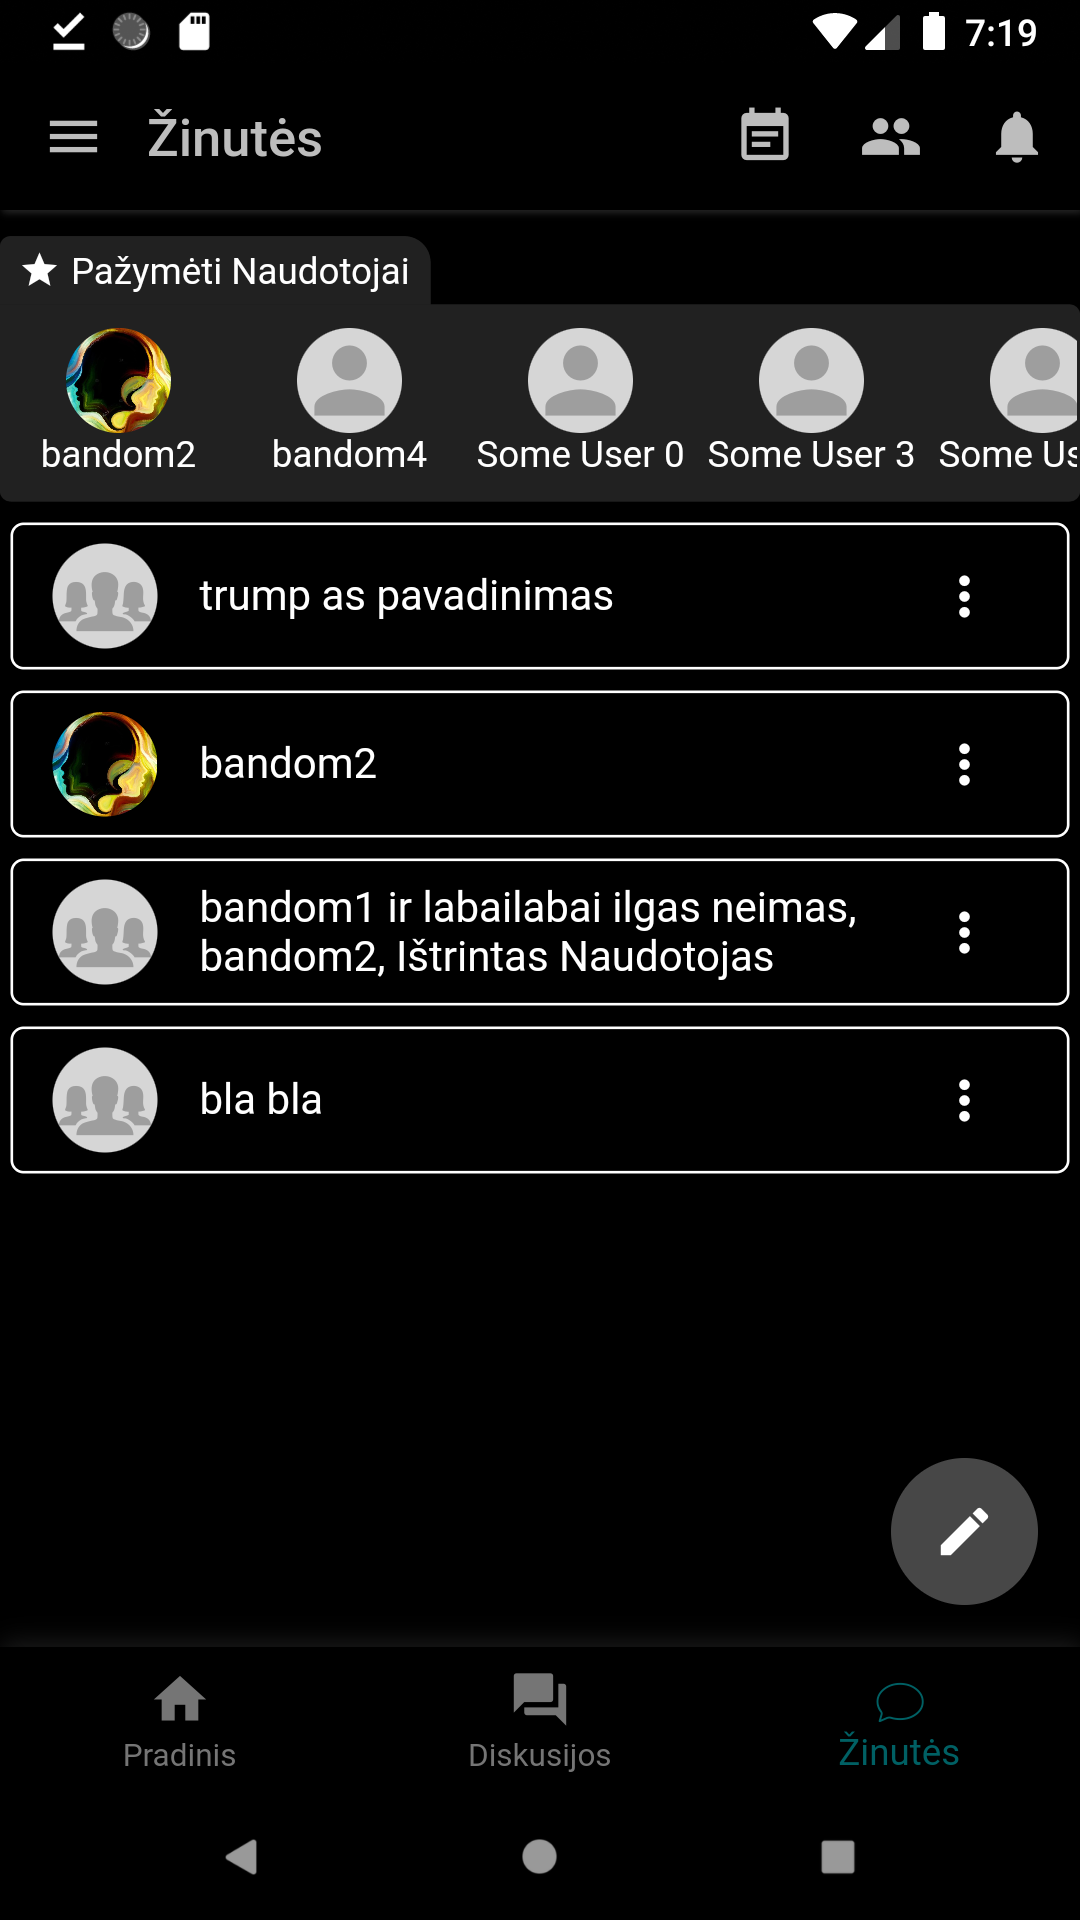 7:19
Žinutės
Pažymėti Naudotojai
bandom2
bandom4
Some User 0
Some User 3
Some Us
trump as pavadinimas
bandom2
bandom1 ir labailabai ilgas neimas,
bandom2, Ištrintas Naudotojas
bla bla
Pradinis
Diskusijos
Žinutės